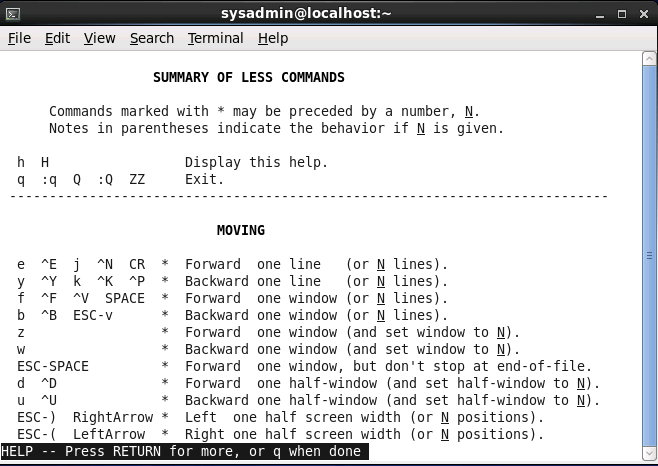 sysadmin@localhost:~
File Edit View Search Terminal Help
SUMMARY OF LESS COMMANDS
Commands marked with * may be preceded by a number, N.
Notes in parentheses indicate the behavior if N is given.
h  H                 Display this help.
q  :q  Q  :Q  ZZ     Exit.
---------------------------------------------------------------------------
MOVING
e  ^E  j  ^N  CR  *  Forward  one line   (or N lines).
y  ^Y  k  ^K  ^P  *  Backward one line   (or N lines).
f  ^F  ^V  SPACE  *  Forward  one window (or N lines).
b  ^B  ESC-v      *  Backward one window (or N lines).
z                 *  Forward  one window (and set window to N).
w                 *  Backward one window (and set window to N).
ESC-SPACE         *  Forward  one window, but don't stop at end-of-file.
d  ^D             *  Forward  one half-window (and set half-window to N).
u  ^U             *  Backward one half-window (and set half-window to N).
ESC-)  RightArrow *  Left  one half screen width (or N positions).
ESC-(  LeftArrow  *  Right one half screen width (or N positions).
HELP -- Press RETURN for more, or q when done